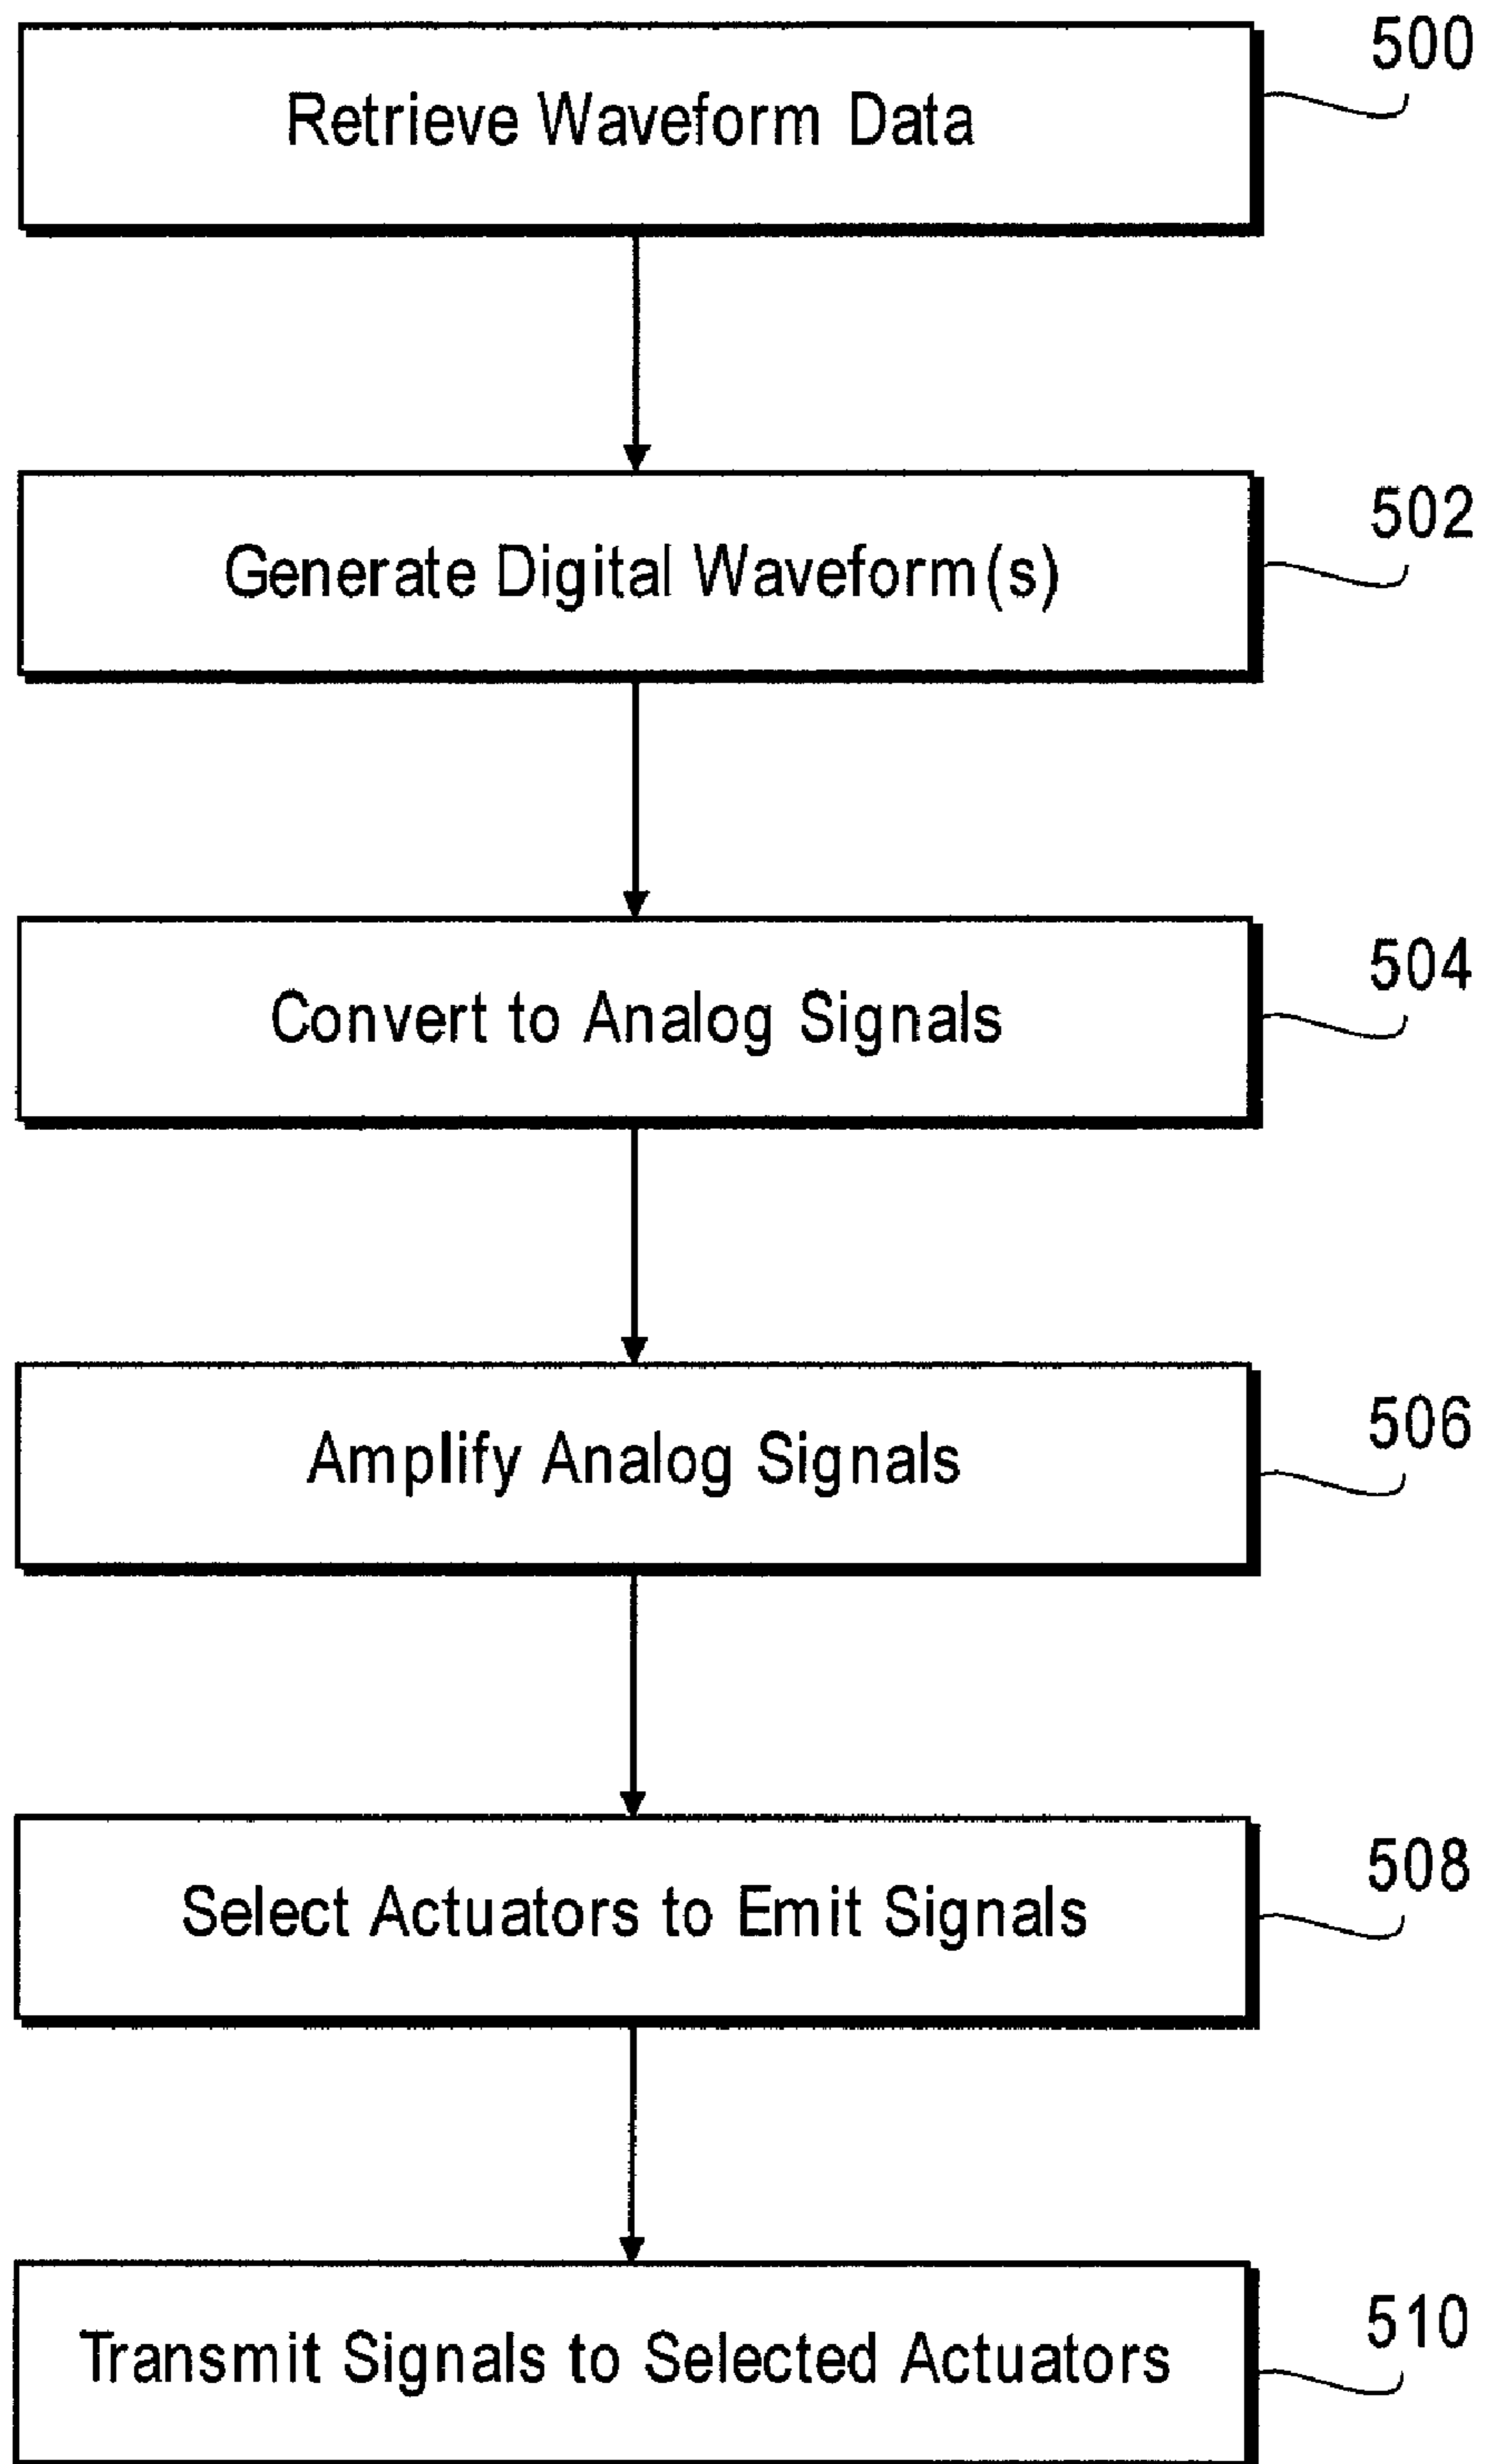 500
Retrieve Waveform Data
502
Generate Digital Waveform(s)
504
Convert to Analog Signals
506
Amplify Analog Signals
508
Select Actuators to Emit Signals
510
Transmit Signals to Selected Actuators